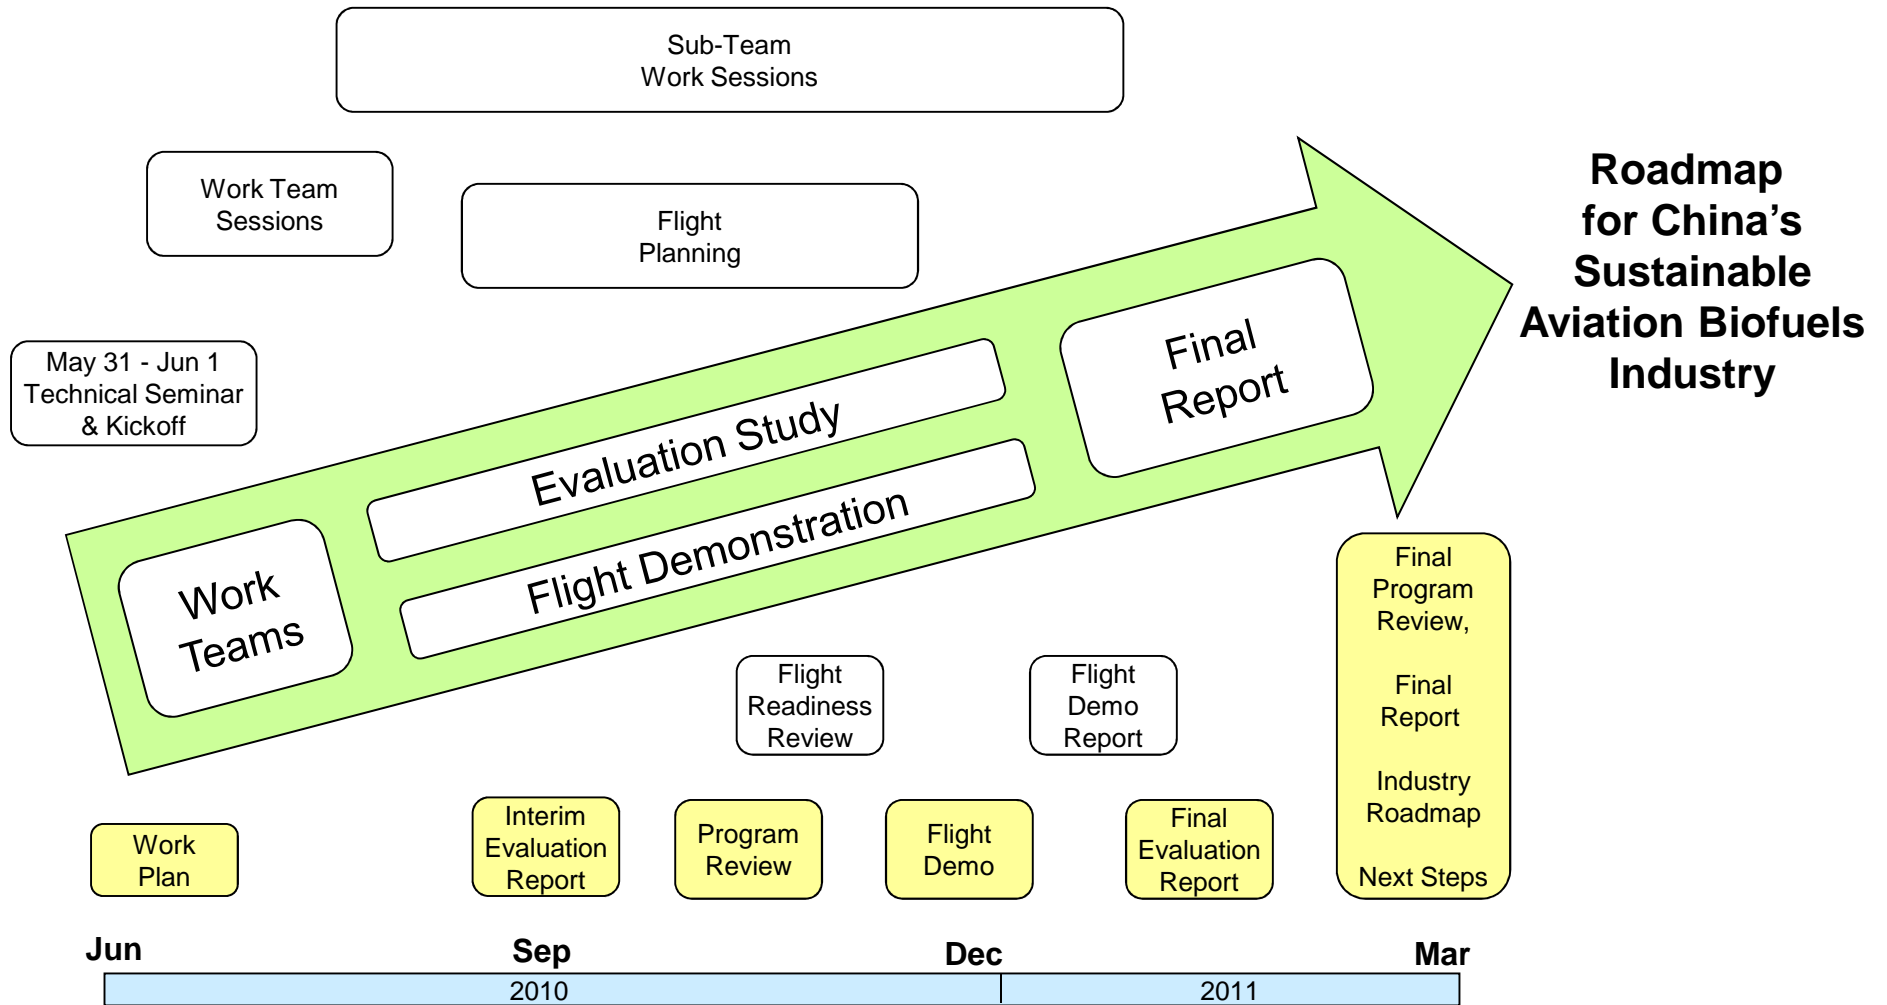 Sub-Team
Work Sessions
Work Team
Sessions
Flight
Planning
Roadmap
for China’s
Sustainable
Aviation Biofuels
Industry
May 31 - Jun 1
Technical Seminar
& Kickoff
Final
Report
Evaluation Study
Flight Demonstration
Work
Teams
Flight
Readiness
Review
Flight
Demo
Report
Final
Program
Review,
Final
Report
Industry
Roadmap
Next Steps
Work
Plan
Interim
Evaluation
Report
Program
Review
Flight
Demo
Final
Evaluation
Report
Jun
Sep
Dec
Mar
2010
2011